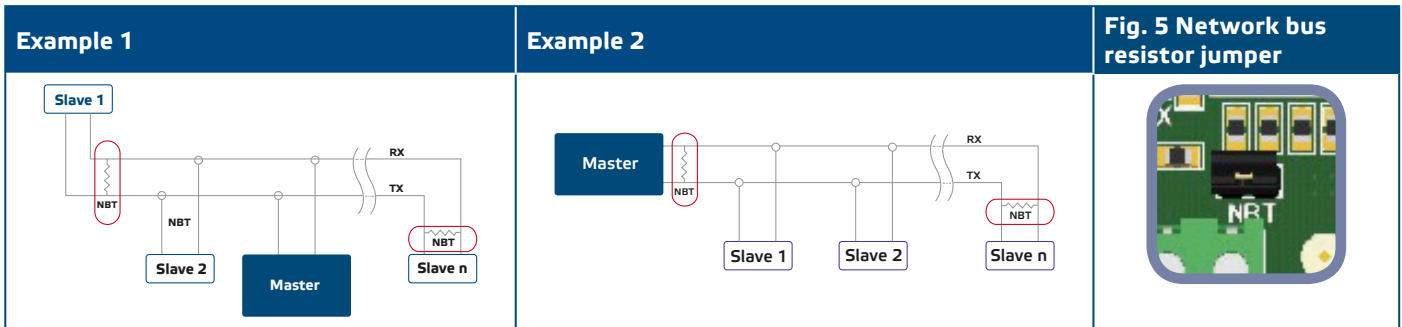 Example 1
Example 2
Fig. 5 Network bus
resistor jumper
Slave 1
RX
TX
NBT
NBT
NBT
Slave 2
Slave n
Master
Master
RX
TX
NBT
NBT
Slave 1
Slave 2
Slave n
NBT